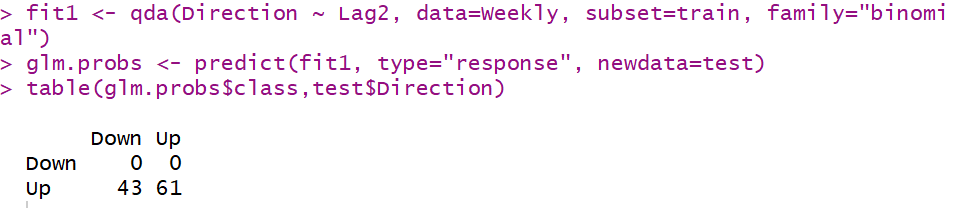 > fit1 <- qda(Direction ~ Lag2, data=Weekly, subset=train, family="binomi
al")
> glm.probs <- predict(fit1, type="response", newdata=test)
> table(glm.probs$class,test$Direction)
Down Up
Down 0 0
Up 43 61